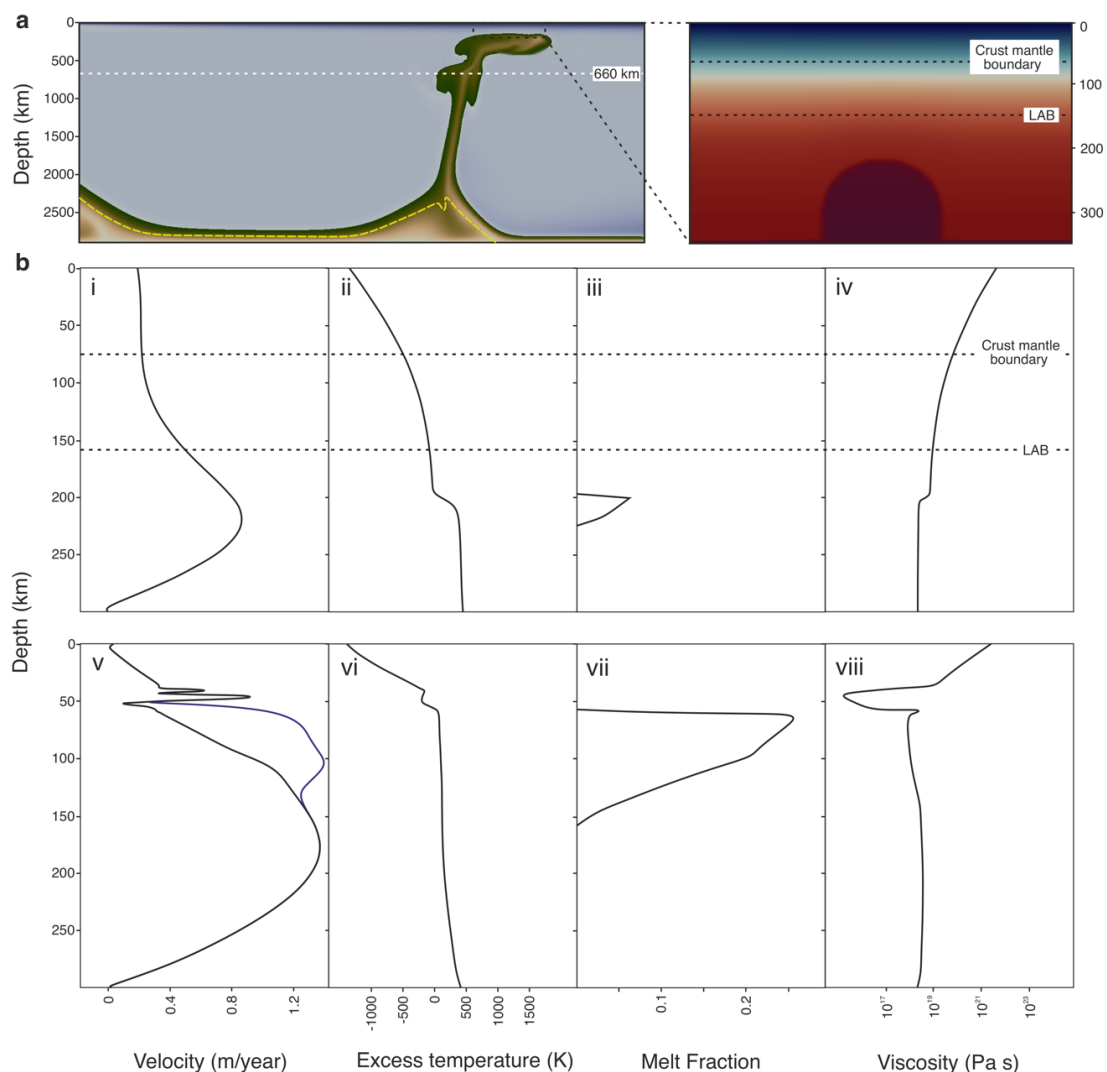 a
0
500
1000
1500
2000
2500
Depth (km)
660 km
Crust mantle
boundary
LAB
0
100
200
300
b
i
ii
iii
iv
0
50
100
150
200
250
Crust mantle
boundary
LAB
Depth (km)
v
vi
vii
viii
0
50
100
150
200
250
0
0.4
0.8
1.2
-1000
-500
0
500
1000
1500
0.1
0.2
10¹⁷
10¹⁹
10²¹
10²³
Velocity (m/year)
Excess temperature (K)
Melt Fraction
Viscosity (Pa s)